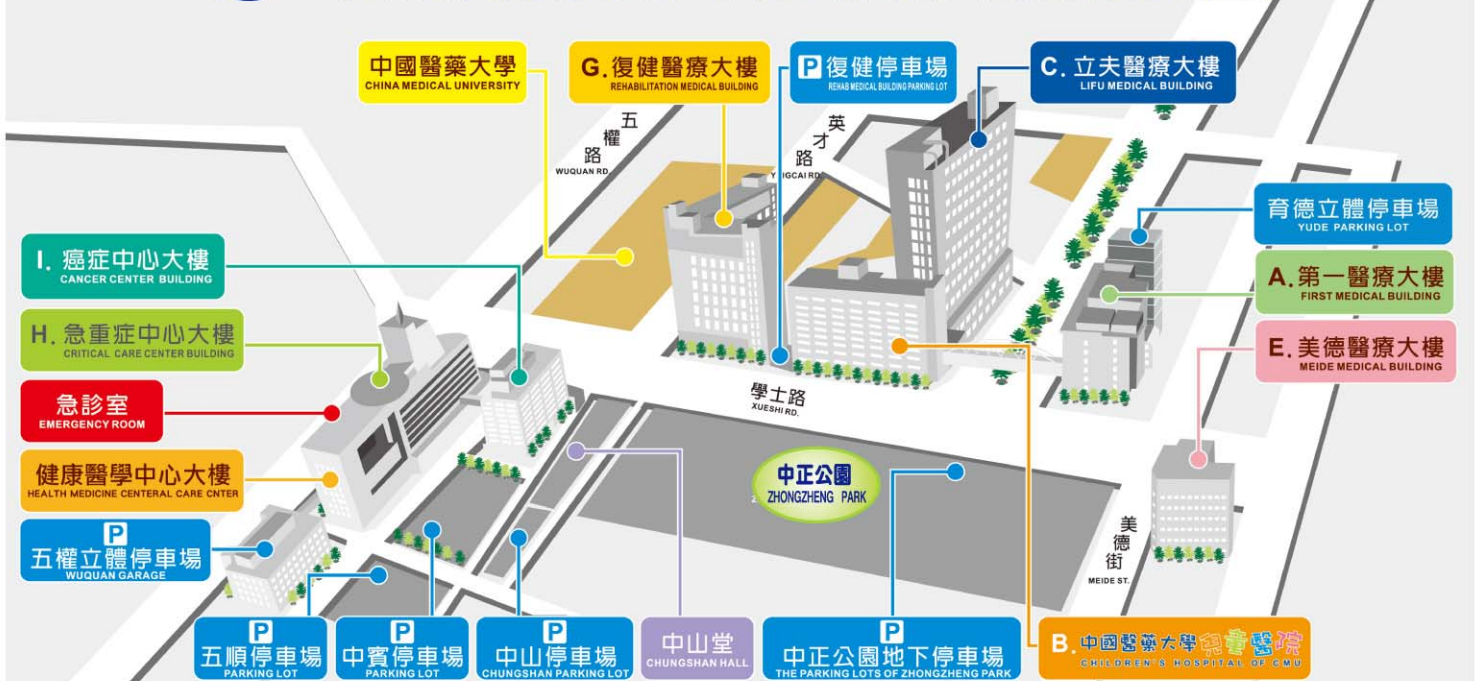 中國醫藥大學
CHINA MEDICAL UNIVERSITY
G.復健醫療大樓
REHABILITATION MEDICAL BUILDING
P 復健停車場
REHAB MEDICAL BUILDING PARKING LOT
C. 立夫醫療大樓
LIFU MEDICAL BUILDING
五權路
WUQUAN RD.
英才路
YINGCAI RD.
育德立體停車場
YUDE PARKING LOT
I. 癌症中心大樓
CANCER CENTER BUILDING
A.第一醫療大樓
FIRST MEDICAL BUILDING
H. 急重症中心大樓
CRITICAL CARE CENTER BUILDING
E.美德醫療大樓
MEIDE MEDICAL BUILDING
急診室
EMERGENCY ROOM
學士路
XUESHI RD.
健康醫學中心大樓
HEALTH MEDICINE CENTERAL CARE CNTER
中正公園
ZHONGZHENG PARK
P
五權立體停車場
WUQUAN GARAGE
美德街
MEIDE ST.
P
五順停車場
PARKING LOT
P
中賓停車場
PARKING LOT
P
中山停車場
CHUNGSHAN PARKING LOT
中山堂
CHUNGSHAN HALL
P
中正公園地下停車場
THE PARKING LOTS OF ZHONGZHENG PARK
B.中國醫藥大學兒童醫院
CHILDREN'S HOSPITAL OF CMU